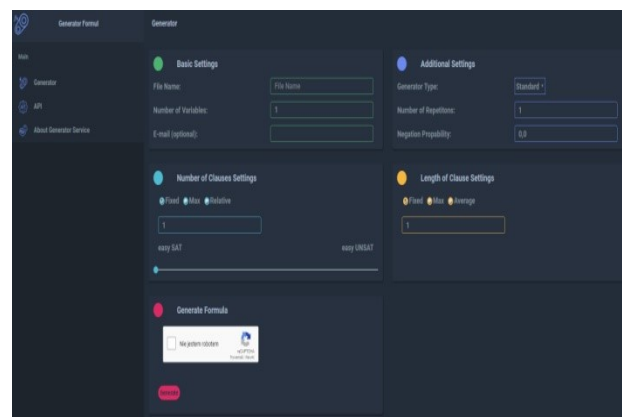 Generator Formuł
Generator
Main
Generator
API
About Generator Service
Basic Settings
File Name:
File Name
Number of Variables:
1
E-mail (optional):
Additional Settings
Generator Type:
Standard
Number of Repetitions:
1
Negation Propability:
0,0
Number of Clauses Settings
Fixed Max Relative
1
easy SAT
easy UNSAT
Length of Clause Settings
Fixed Max Average
1
Generate Formula
Nie jestem robotem
reCAPTCHA
Generate